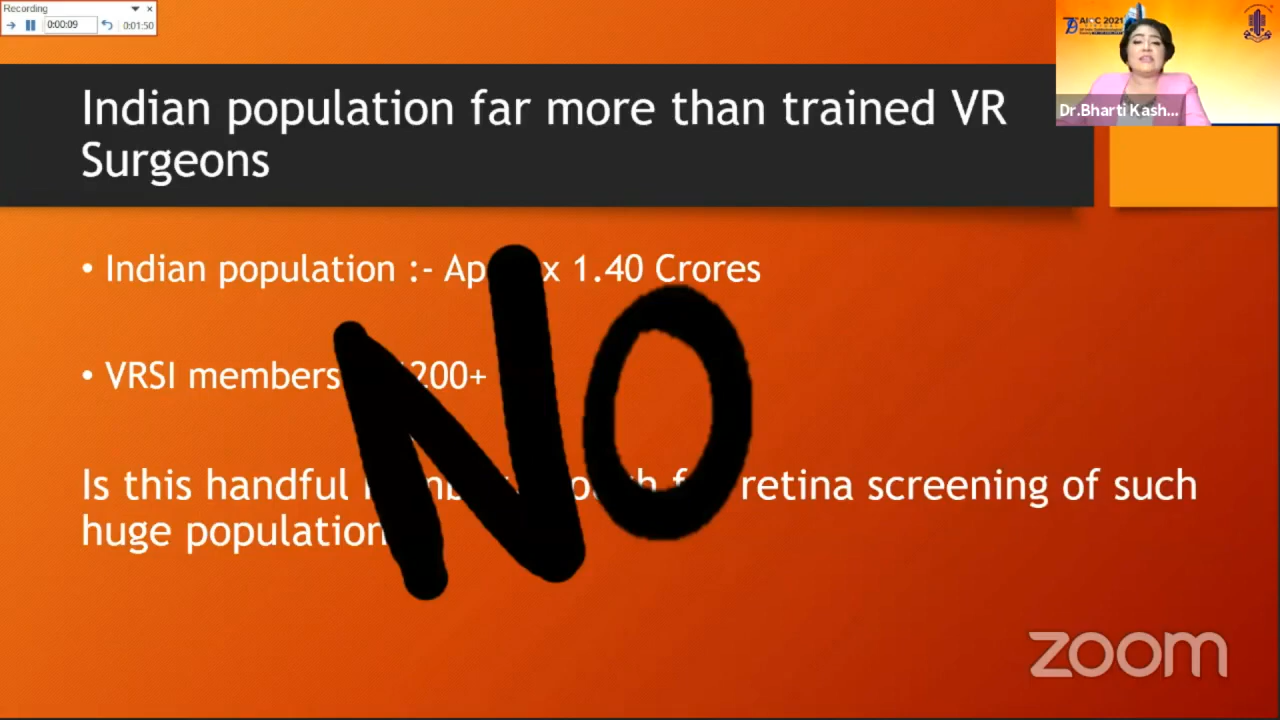 Recording
0:00:09
0:01:50
AIOC 2021
Dr.Bharti Kash...
Indian population far more than trained VR
Surgeons
• Indian population :- Ap x 1.40 Crores
• VRSI members 200+
Is this handful retina screening of such
huge population
NO
zoom